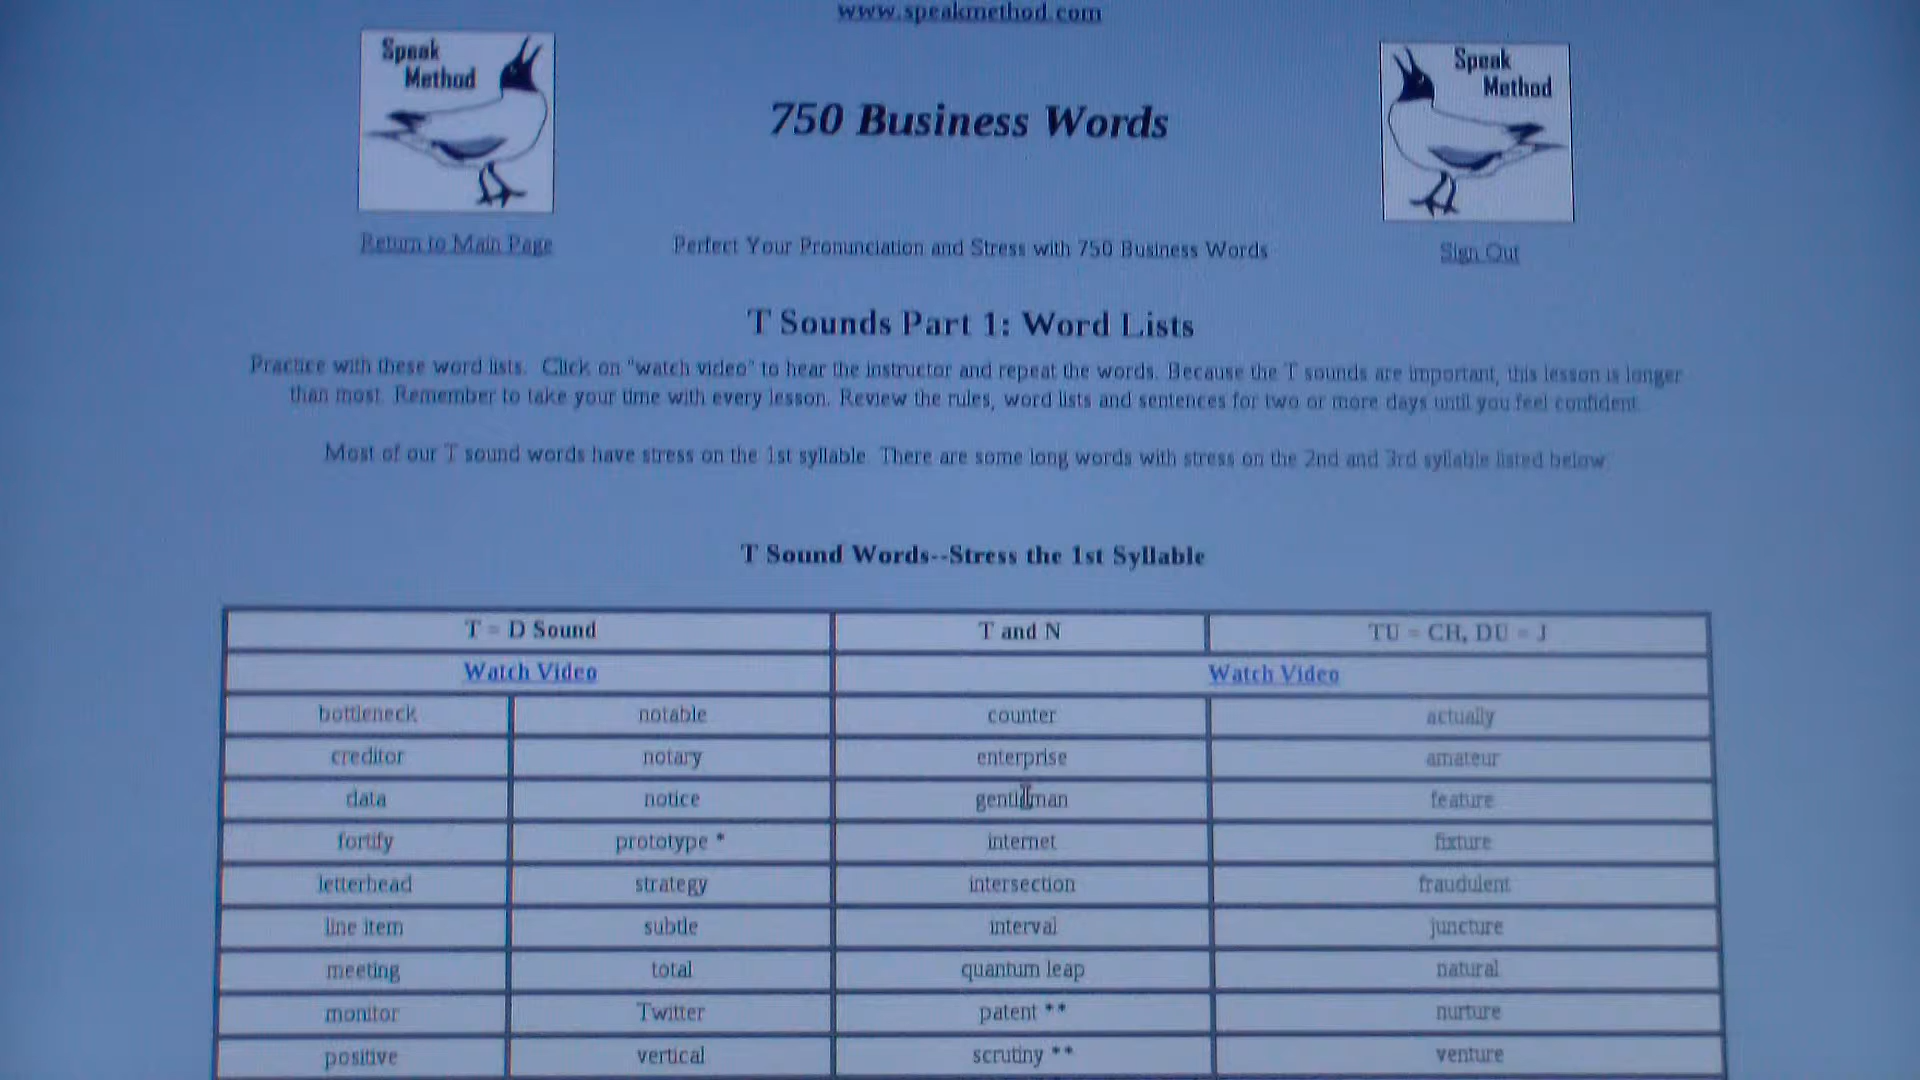 www.speakmethod.com
Speak
Method
Speak
Method
750 Business Words
Return to Main Page
Perfect Your Pronunciation and Stress with 750 Business Words
Sign Out
T Sounds Part 1: Word Lists
Practice with these word lists. Click on "watch video" to hear the instructor and repeat the words. Because the T sounds are important, this lesson is longer
than most. Remember to take your time with every lesson. Review the rules, word lists and sentences for two or more days until you feel confident.
Most of our T sound words have stress on the 1st syllable. There are some long words with stress on the 2nd and 3rd syllable listed below.
T Sound Words--Stress the 1st Syllable
T = D Sound T and N TU = CH, DU = J
Watch Video Watch Video
bottleneck notable counter actually
creditor notary enterprise amateur
data notice gentleman feature
fortify prototype * internet fixture
letterhead strategy intersection fraudulent
line item subtle interval juncture
meeting total quantum leap natural
monitor Twitter patent ** nurture
positive vertical scrutiny ** venture